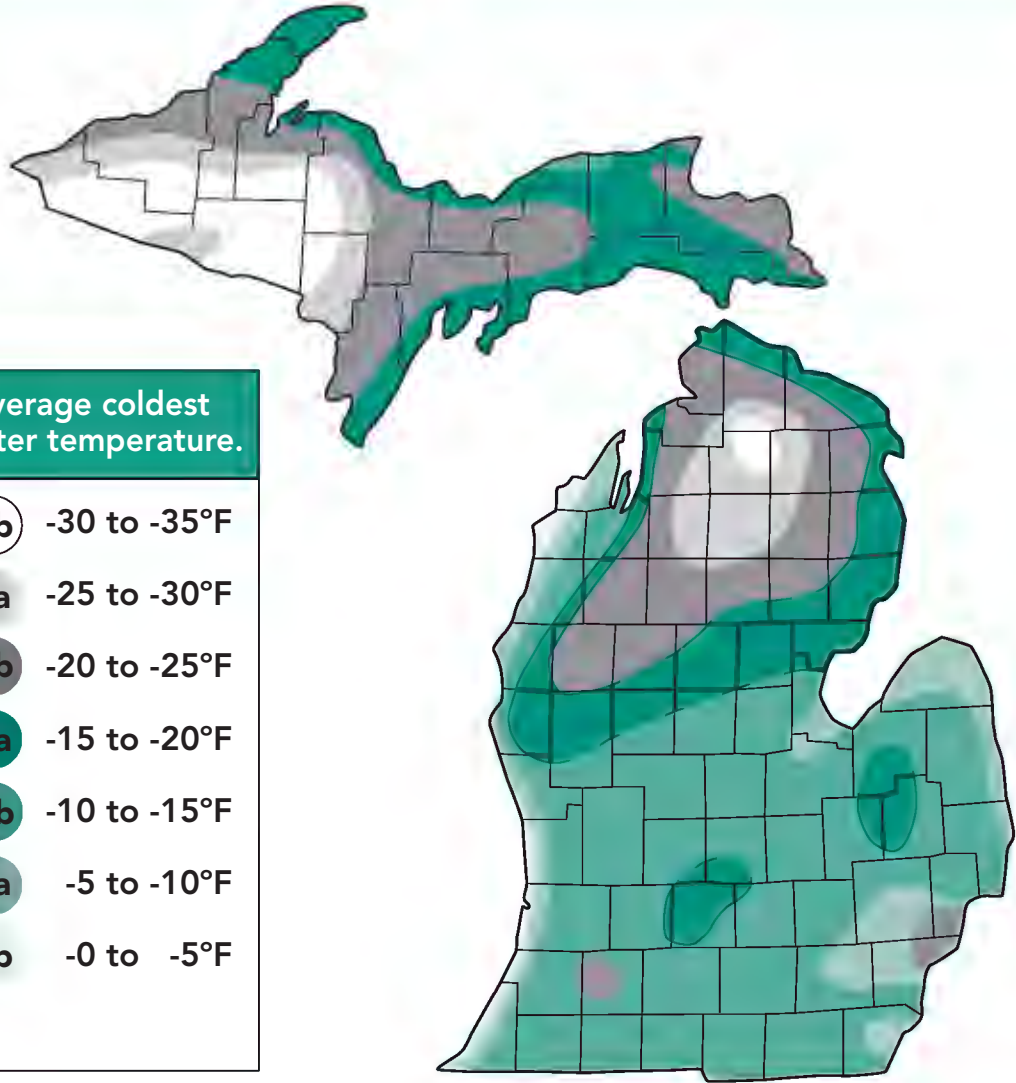 verage coldest
ter temperature.
b -30 to -35°F
a -25 to -30°F
b -20 to -25°F
a -15 to -20°F
b -10 to -15°F
a -5 to -10°F
b -0 to -5°F